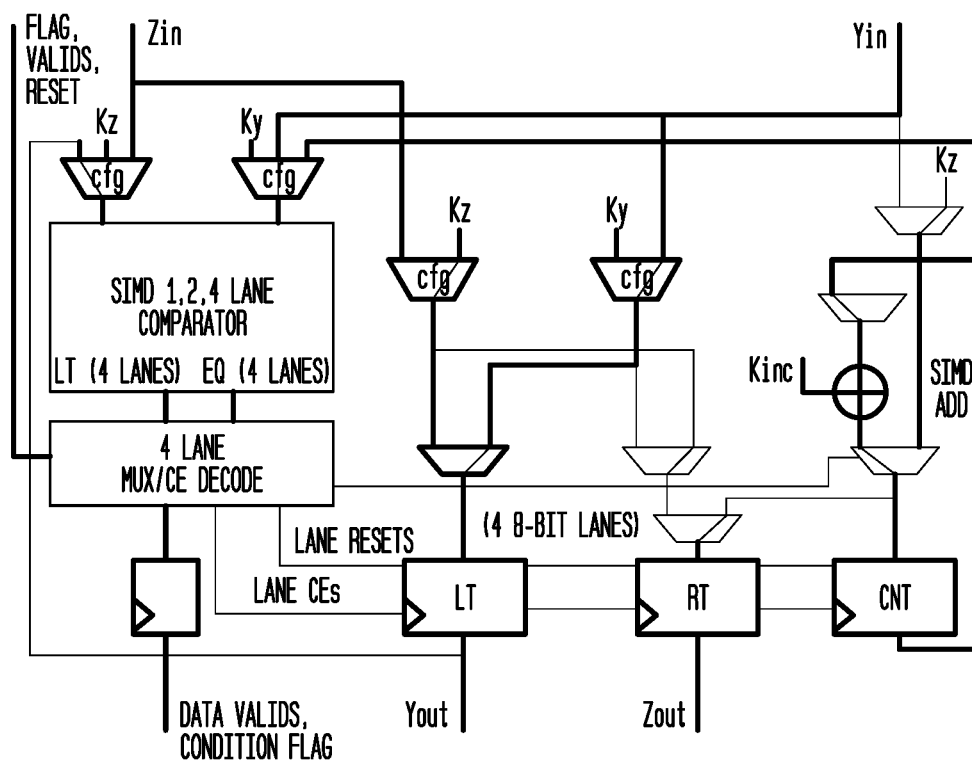 FLAG,
VALIDS,
RESET
Zin
Yin
Kz
Ky
Kz
cfg
cfg
Kz
Ky
cfg
cfg
SIMD 1,2,4 LANE
COMPARATOR
LT (4 LANES) EQ (4 LANES)
Kinc
SIMD
ADD
4 LANE
MUX/CE DECODE
(4 8-BIT LANES)
LANE RESETS
LANE CEs
LT
RT
CNT
Yout
Zout
DATA VALIDS,
CONDITION FLAG